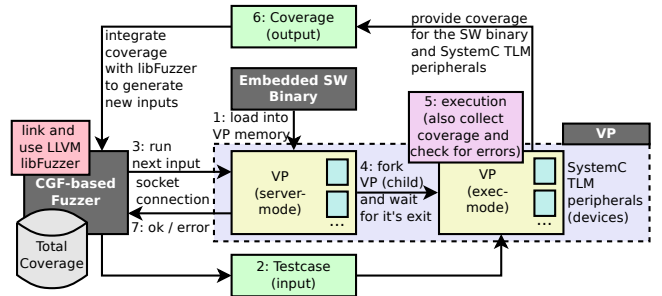 6: Coverage
(output)
integrate
coverage
with libFuzzer
to generate
new inputs
provide coverage
for the SW binary
and SystemC TLM
peripherals
Embedded SW
Binary
1: load into
VP memory
5: execution
(also collect
coverage and
check for errors)
VP
link and
use LLVM
libFuzzer
CGF-based
Fuzzer
Total
Coverage
3: run
next input
socket
connection
7: ok / error
VP
(server-
mode)
...
4: fork
VP (child)
and wait
for it's exit
VP
(exec-
mode)
...
SystemC
TLM
peripherals
(devices)
2: Testcase
(input)